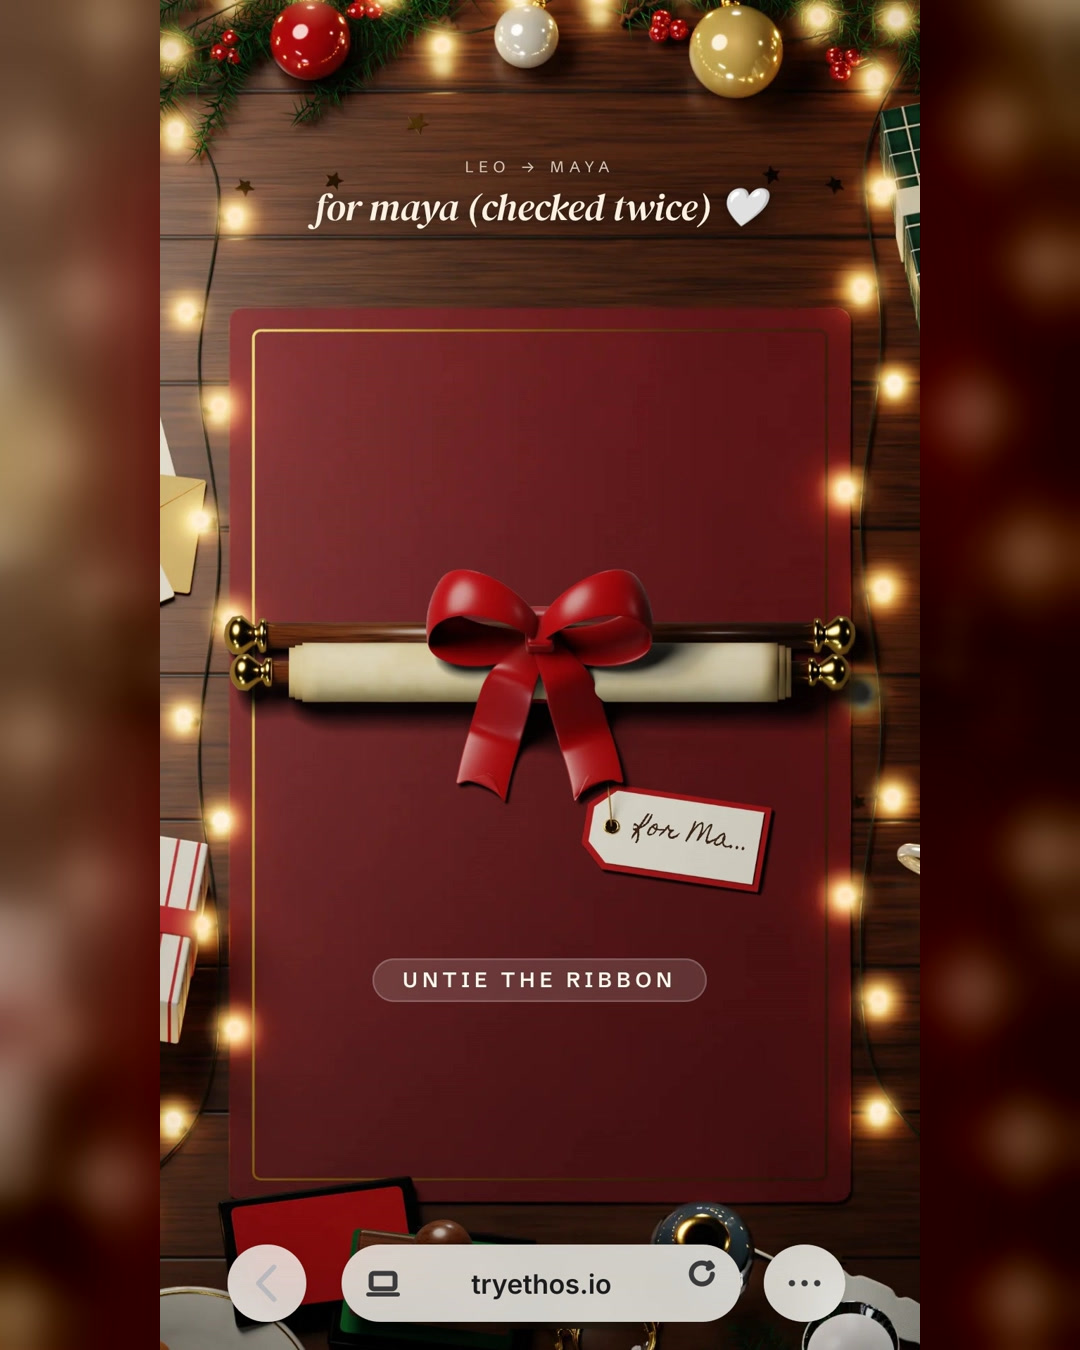 LEO → MAYA
for maya (checked twice) 🤍
for Ma...
UNTIE THE RIBBON
tryethos.io